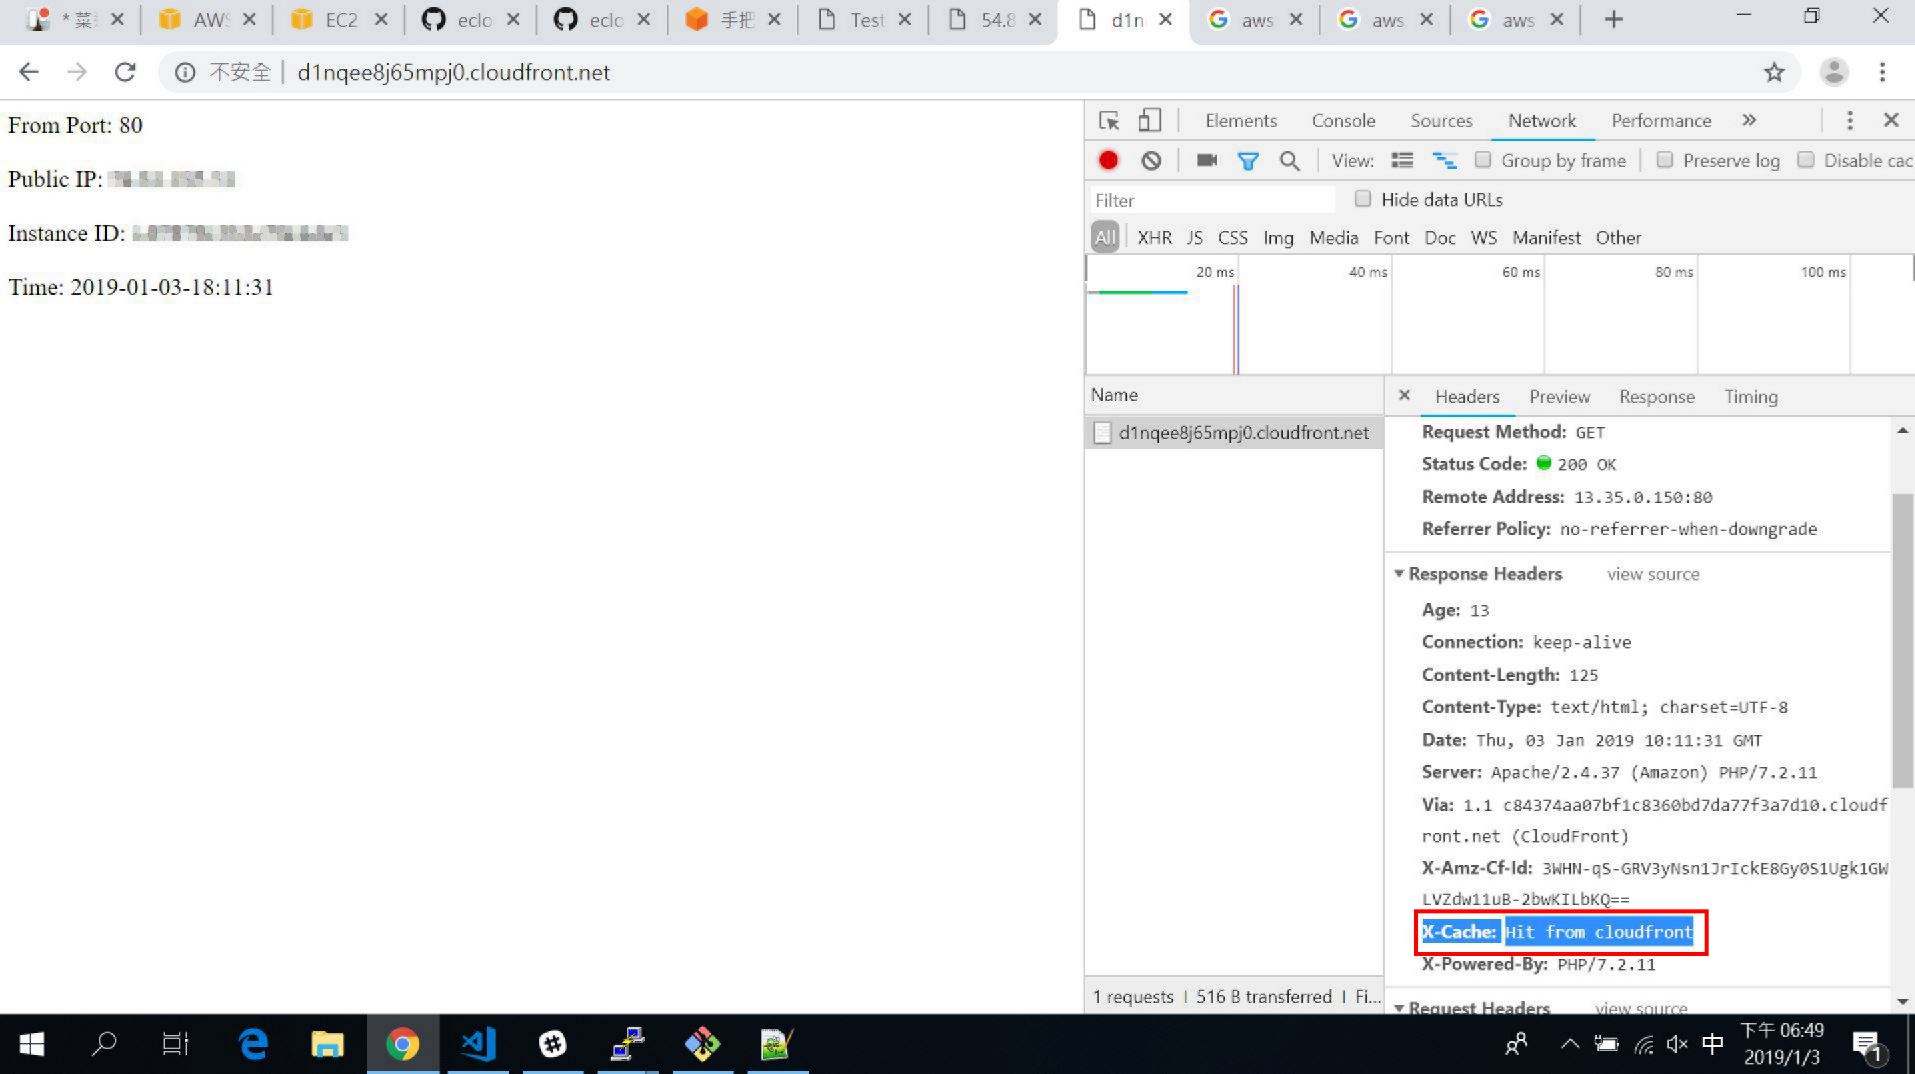 * 菜
AWS
EC2
eclo
eclo
手把
Test
54.8
d1n
aws
aws
aws
不安全
d1nqee8j65mpj0.cloudfront.net
From Port: 80
Public IP:
Instance ID:
Time: 2019-01-03-18:11:31
Elements Console Sources Network Performance »
View: Group by frame Preserve log Disable cac
Filter Hide data URLs
All XHR JS CSS Img Media Font Doc WS Manifest Other
20 ms 40 ms 60 ms 80 ms 100 ms
Name
d1nqee8j65mpj0.cloudfront.net
1 requests | 516 B transferred | Fi...
Headers Preview Response Timing
Request Method: GET
Status Code: 200 OK
Remote Address: 13.35.0.150:80
Referrer Policy: no-referrer-when-downgrade
Response Headers view source
Age: 13
Connection: keep-alive
Content-Length: 125
Content-Type: text/html; charset=UTF-8
Date: Thu, 03 Jan 2019 10:11:31 GMT
Server: Apache/2.4.37 (Amazon) PHP/7.2.11
Via: 1.1 c84374aa07bf1c8360bd7da77f3a7d10.cloudf
ront.net (CloudFront)
X-Amz-Cf-Id: 3WHN-qS-GRV3yNsn1JrIckE8Gy0S1Ugk1GW
LVZdw11uB-2bwKILbKQ==
X-Cache: Hit from cloudfront
X-Powered-By: PHP/7.2.11
Request Headers view source
中
下午 06:49
2019/1/3
1